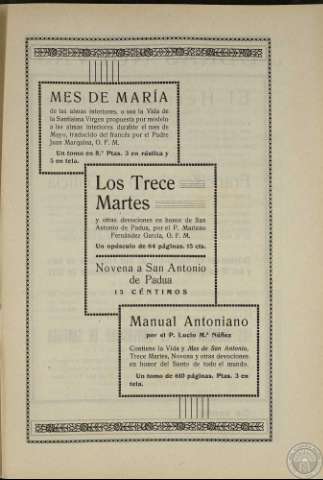 MES DE MARÍA
de las almas interiores, o sea la Vida de
la Santísima Virgen propuesta por modelo
a las almas interiores durante el mes de
Mayo, traducido del francés por el Padre
Juan Marquina, O. F. M.
Un tomo en 8.º Ptas. 3 en rústica y
5 en tela.
Los Trece
Martes
y otras devociones en honor de San
Antonio de Padua, por el P. Mariano
Fernández García, O. F. M.
Un opúsculo de 64 páginas. 15 cts.
Novena a San Antonio
de Padua
15 CÉNTIMOS
Manual Antoniano
por el P. Lucio M.ª Núñez
Contiene la Vida y Mes de San Antonio,
Trece Martes, Novena y otras devociones
en honor del Santo de todo el mundo.
Un tomo de 610 páginas. Ptas. 3 en
tela.